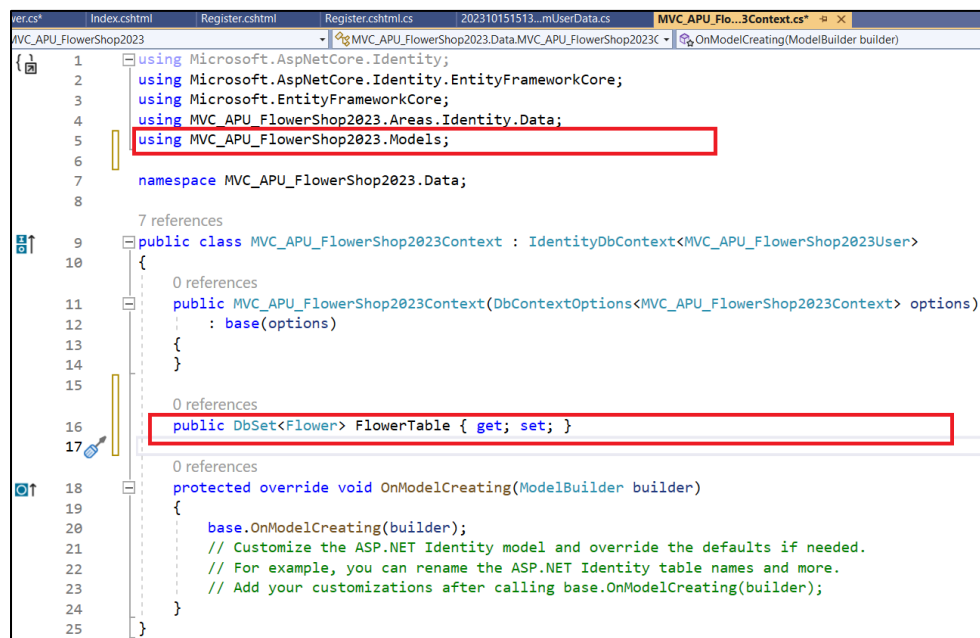 ver.cs* Index.cshtml Register.cshtml Register.cshtml.cs 202310151513...mUserData.cs MVC_APU_Flo...3Context.cs*
MVC_APU_FlowerShop2023 MVC_APU_FlowerShop2023.Data.MVC_APU_FlowerShop2023C OnModelCreating(ModelBuilder builder)
1 using Microsoft.AspNetCore.Identity;
2 using Microsoft.AspNetCore.Identity.EntityFrameworkCore;
3 using Microsoft.EntityFrameworkCore;
4 using MVC_APU_FlowerShop2023.Areas.Identity.Data;
5 using MVC_APU_FlowerShop2023.Models;
6
7 namespace MVC_APU_FlowerShop2023.Data;
8
7 references
9 public class MVC_APU_FlowerShop2023Context : IdentityDbContext<MVC_APU_FlowerShop2023User>
10 {
0 references
11 public MVC_APU_FlowerShop2023Context(DbContextOptions<MVC_APU_FlowerShop2023Context> options)
12 : base(options)
13 {
14 }
15
0 references
16 public DbSet<Flower> FlowerTable { get; set; }
17
0 references
18 protected override void OnModelCreating(ModelBuilder builder)
19 {
20 base.OnModelCreating(builder);
21 // Customize the ASP.NET Identity model and override the defaults if needed.
22 // For example, you can rename the ASP.NET Identity table names and more.
23 // Add your customizations after calling base.OnModelCreating(builder);
24 }
25 }